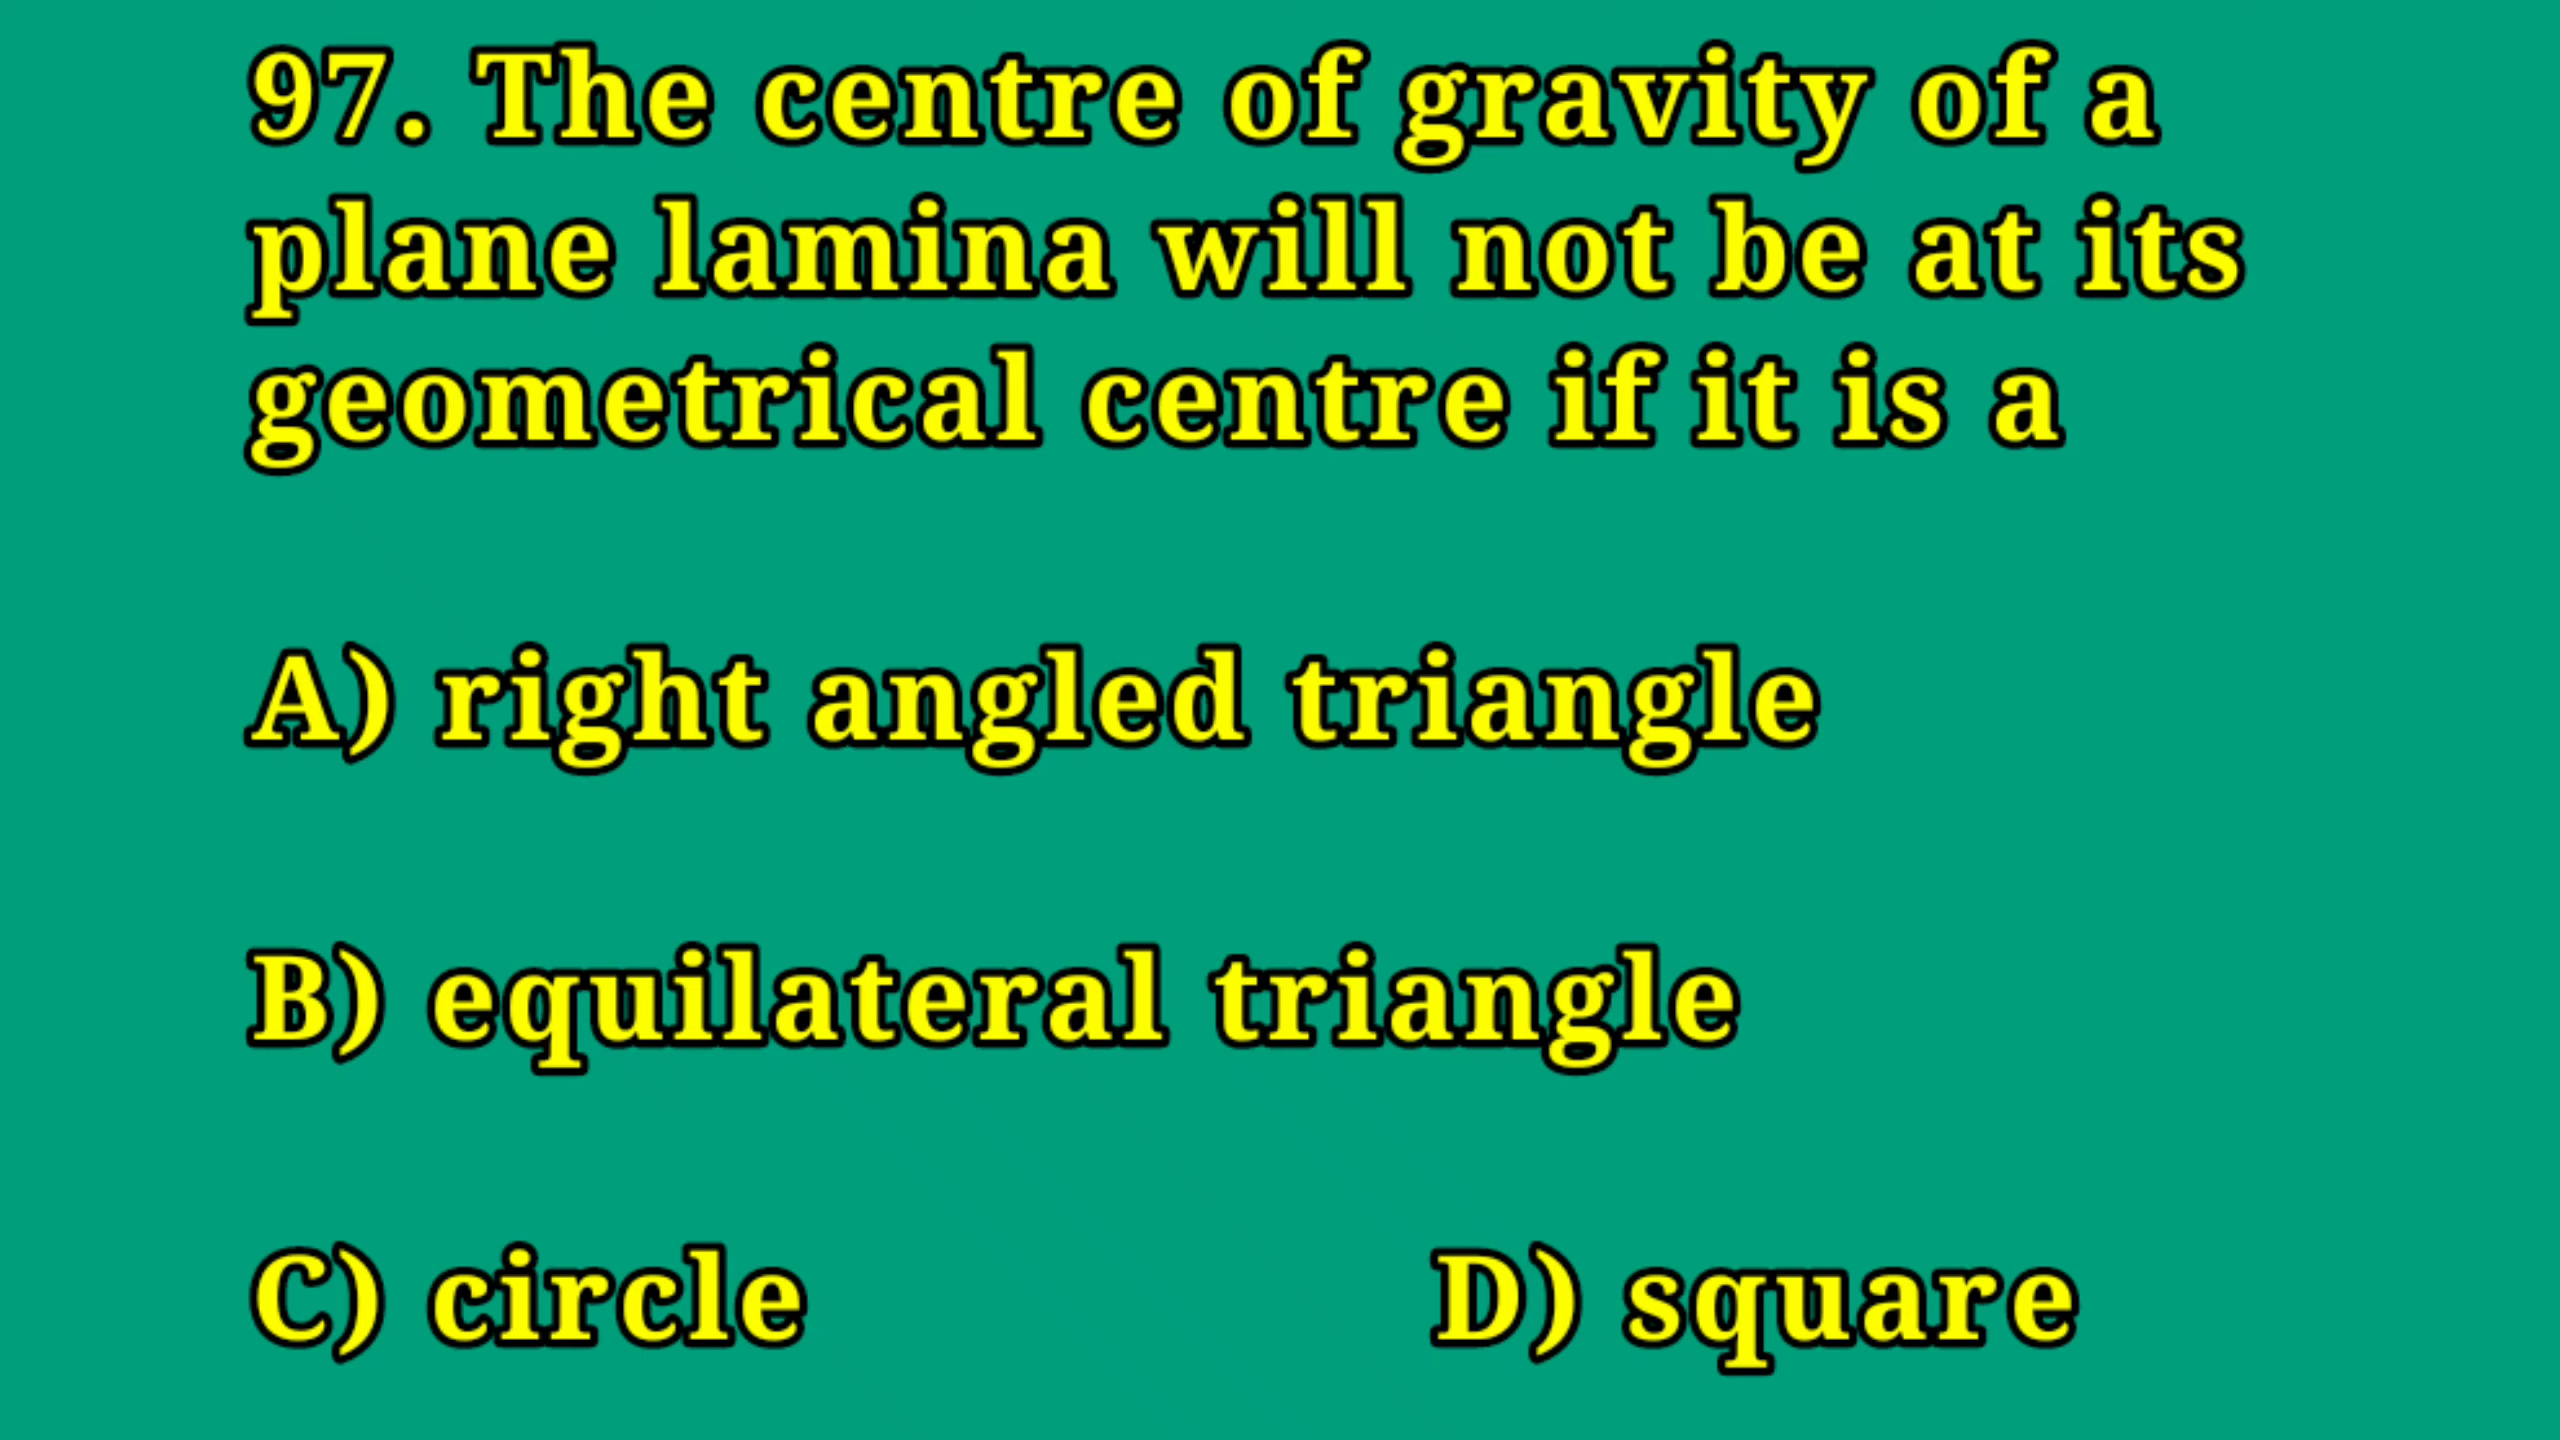 97. The centre of gravity of a
plane lamina will not be at its
geometrical centre if it is a
A) right angled triangle
B) equilateral triangle
C) circle D) square